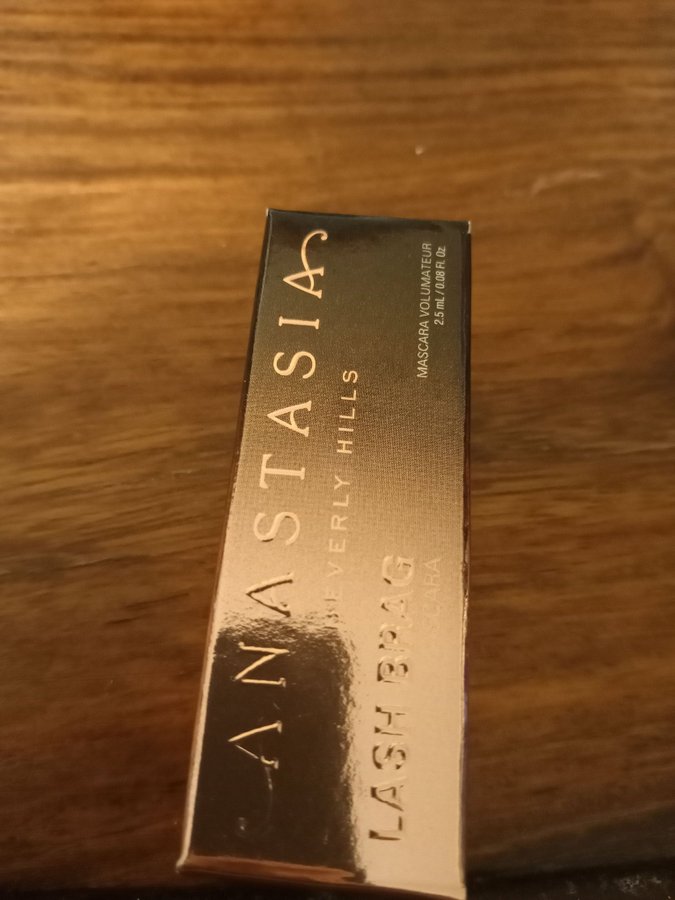 ANASTASIA
BEVERLY HILLS
LASH BRAG
MASCARA VOLUMATEUR
2.5 mL / 0.08 Fl. Oz.